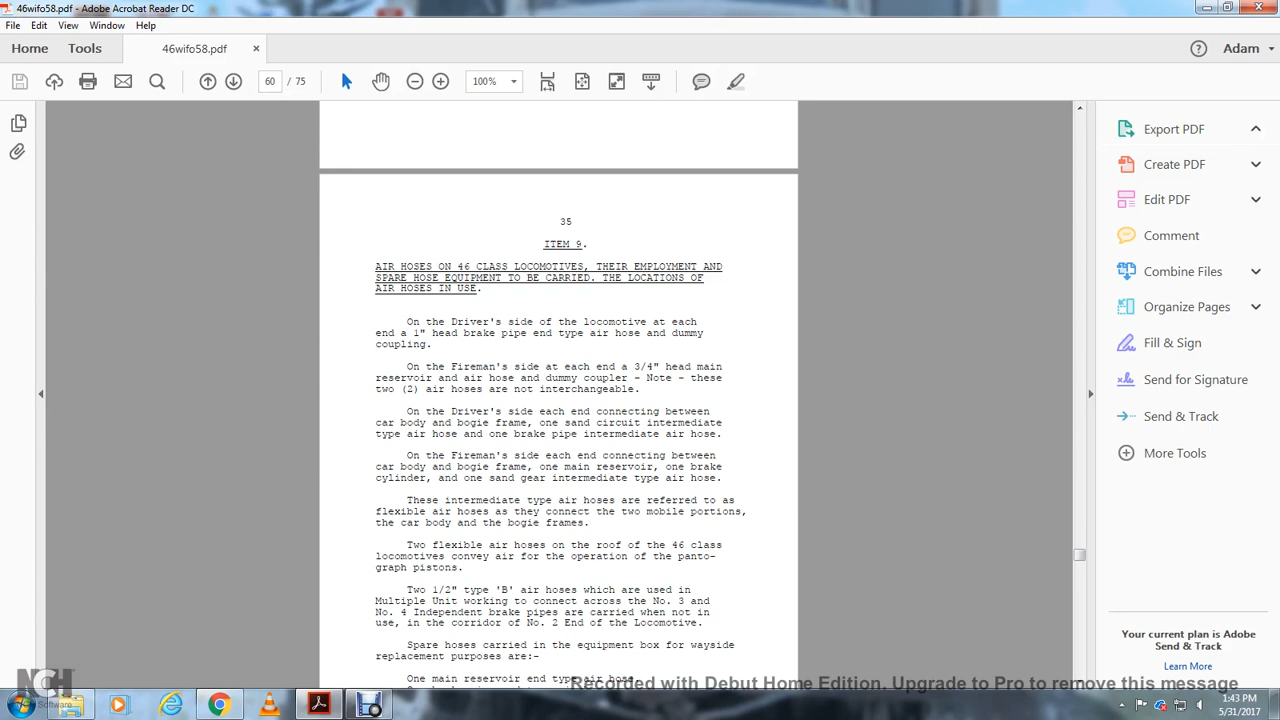 46wifo58.pdf - Adobe Acrobat Reader DC
File Edit View Window Help
Home Tools 46wifo58.pdf × Adam
60 / 75 100%
35
ITEM 9.
AIR HOSES ON 46 CLASS LOCOMOTIVES, THEIR EMPLOYMENT AND
SPARE HOSE EQUIPMENT TO BE CARRIED. THE LOCATIONS OF
AIR HOSES IN USE.
On the Driver's side of the locomotive at each
end a 1" head brake pipe end type air hose and dummy
coupling.
On the Fireman's side at each end a 3/4" head main
reservoir and air hose and dummy coupler - Note - these
two (2) air hoses are not interchangeable.
On the Driver's side each end connecting between
car body and bogie frame, one sand circuit intermediate
type air hose and one brake pipe intermediate air hose.
On the Fireman's side each end connecting between
car body and bogie frame, one main reservoir, one brake
cylinder, and one sand gear intermediate type air hose.
These intermediate type air hoses are referred to as
flexible air hoses as they connect the two mobile portions,
the car body and the bogie frames.
Two flexible air hoses on the roof of the 46 class
locomotives convey air for the operation of the panto-
graph pistons.
Two 1/2" type 'B' air hoses which are used in
Multiple Unit working to connect across the No. 3 and
No. 4 Independent brake pipes are carried when not in
use, in the corridor of No. 2 End of the Locomotive.
Spare hoses carried in the equipment box for wayside
replacement purposes are:-
One main reservoir end type air hose.
Export PDF
Create PDF
Edit PDF
Comment
Combine Files
Organize Pages
Fill & Sign
Send for Signature
Send & Track
More Tools
Your current plan is Adobe
Send & Track
Learn More
NCH
Software
Recorded with Debut Home Edition. Upgrade to Pro to remove this message
1:43 PM
5/31/2017